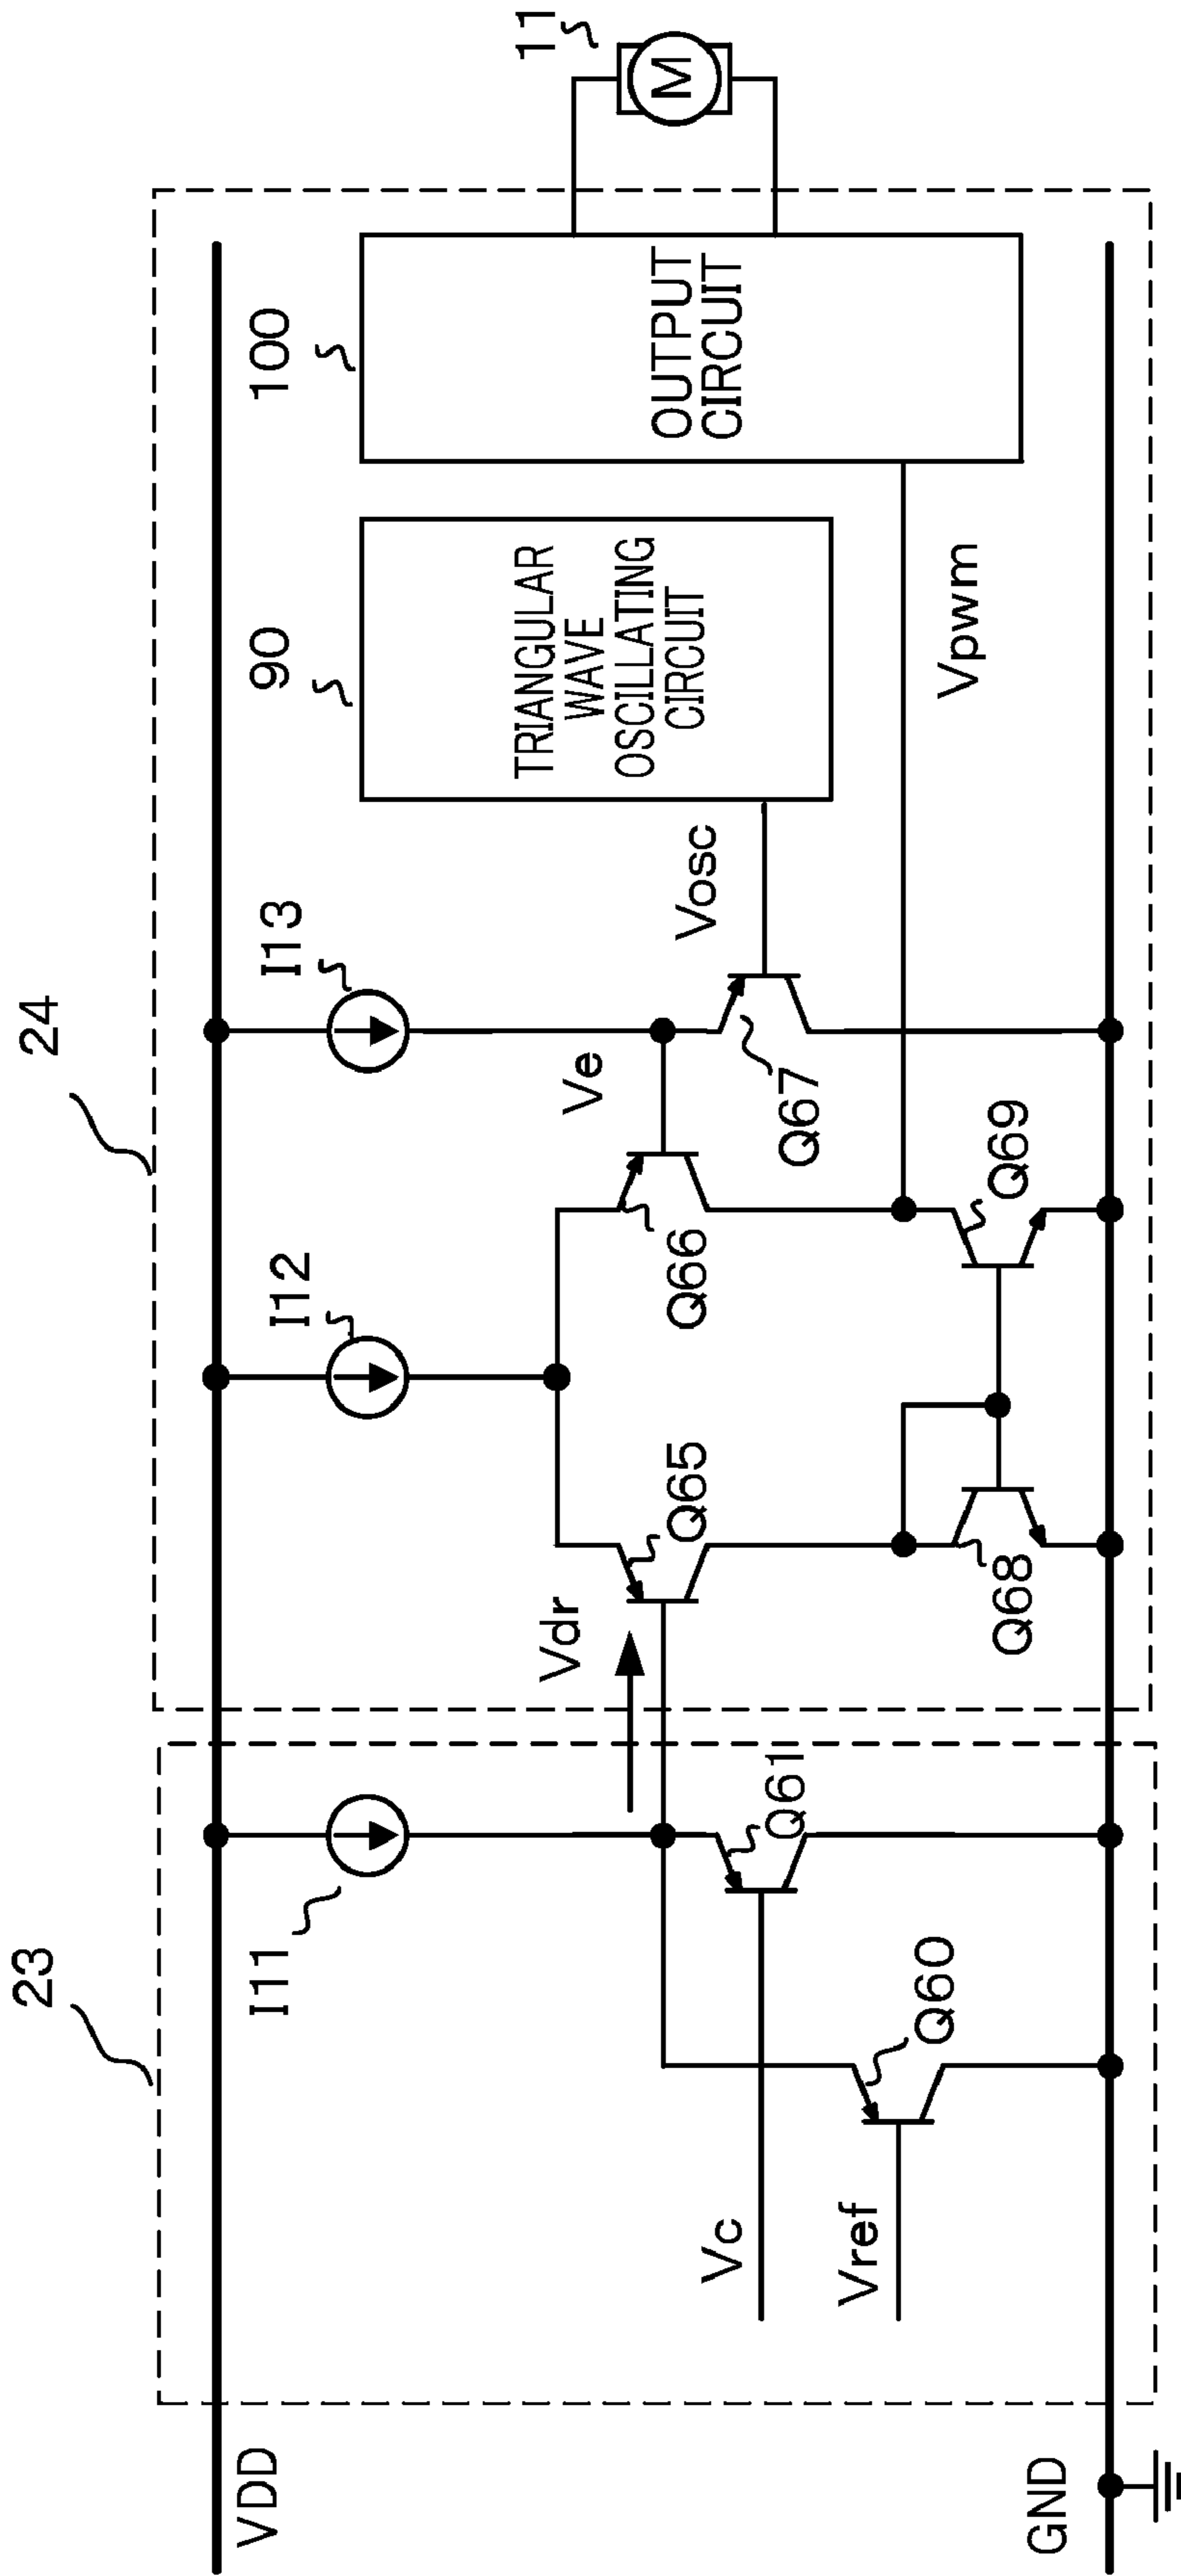 23
24
VDD
I11
I12
I13
90
100
11
TRIANGULAR
WAVE
OSCILLATING
CIRCUIT
OUTPUT
CIRCUIT
M
Vdr
Ve
Q65
Q66
Vosc
Vc
Q61
Q67
Vref
Q60
Vpwm
Q68
Q69
GND